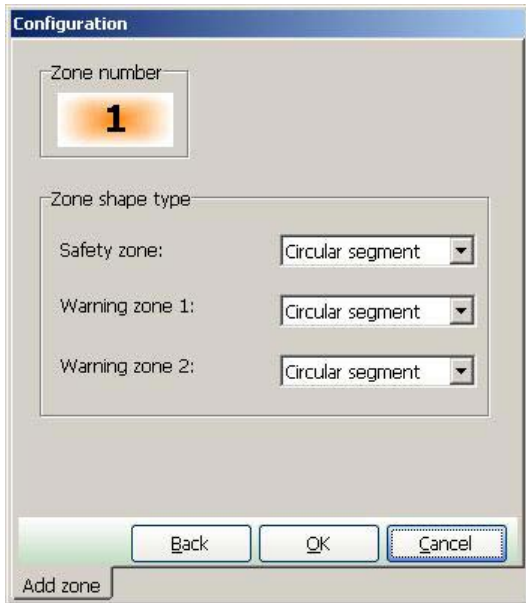 Configuration
Zone number
1
Zone shape type
Safety zone: Circular segment
Warning zone 1: Circular segment
Warning zone 2: Circular segment
Back OK Cancel
Add zone